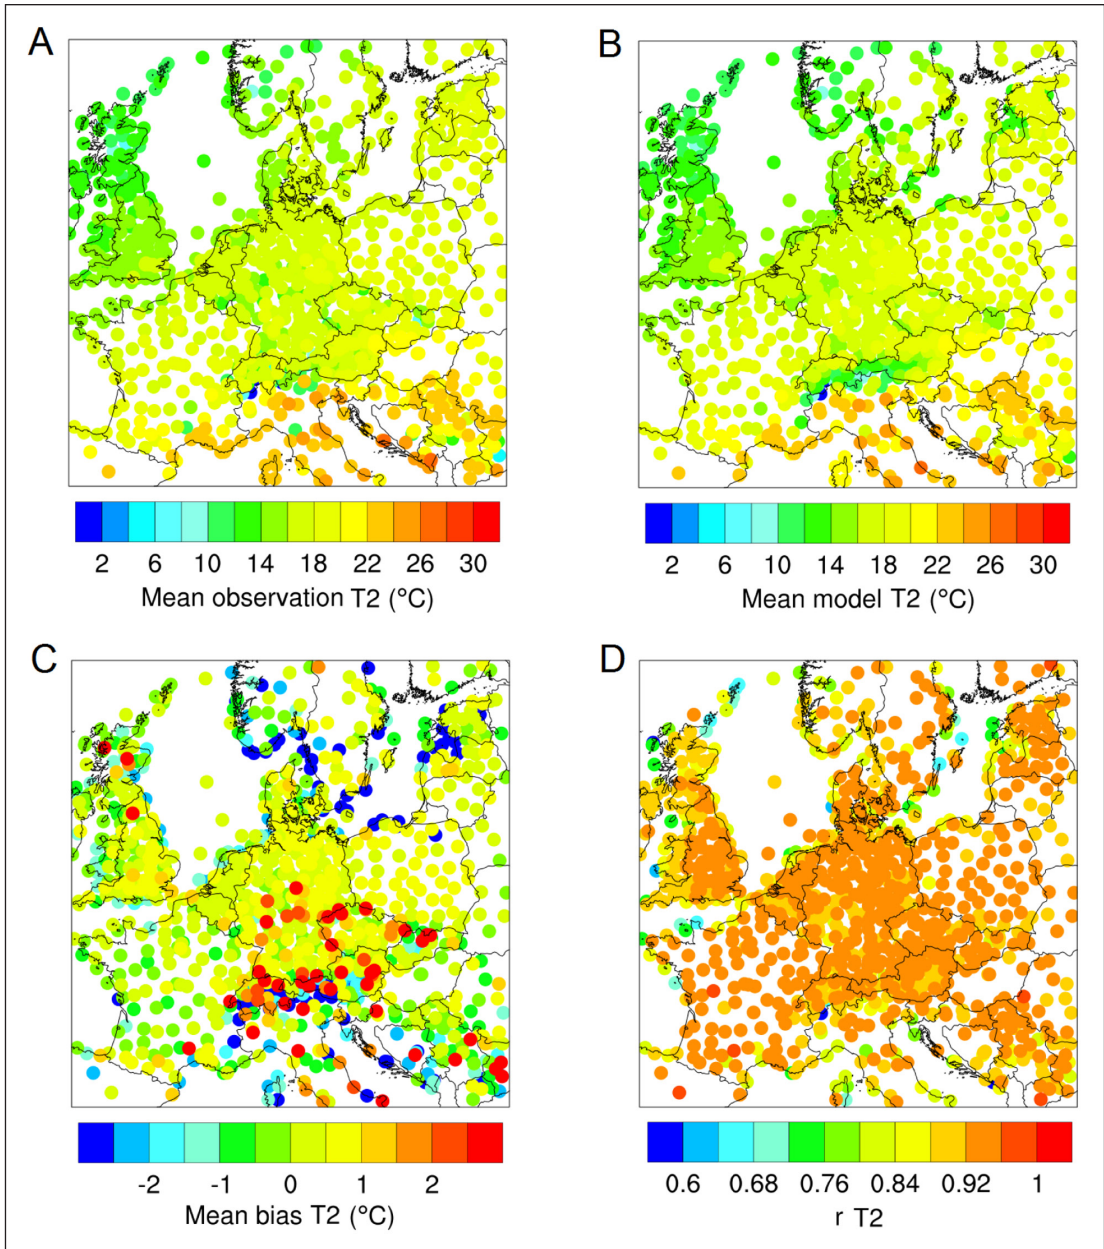 A
B
2 6 10 14 18 22 26 30
Mean observation T2 (°C)
2 6 10 14 18 22 26 30
Mean model T2 (°C)
C
D
-2 -1 0 1 2
Mean bias T2 (°C)
0.6 0.68 0.76 0.84 0.92 1
r T2